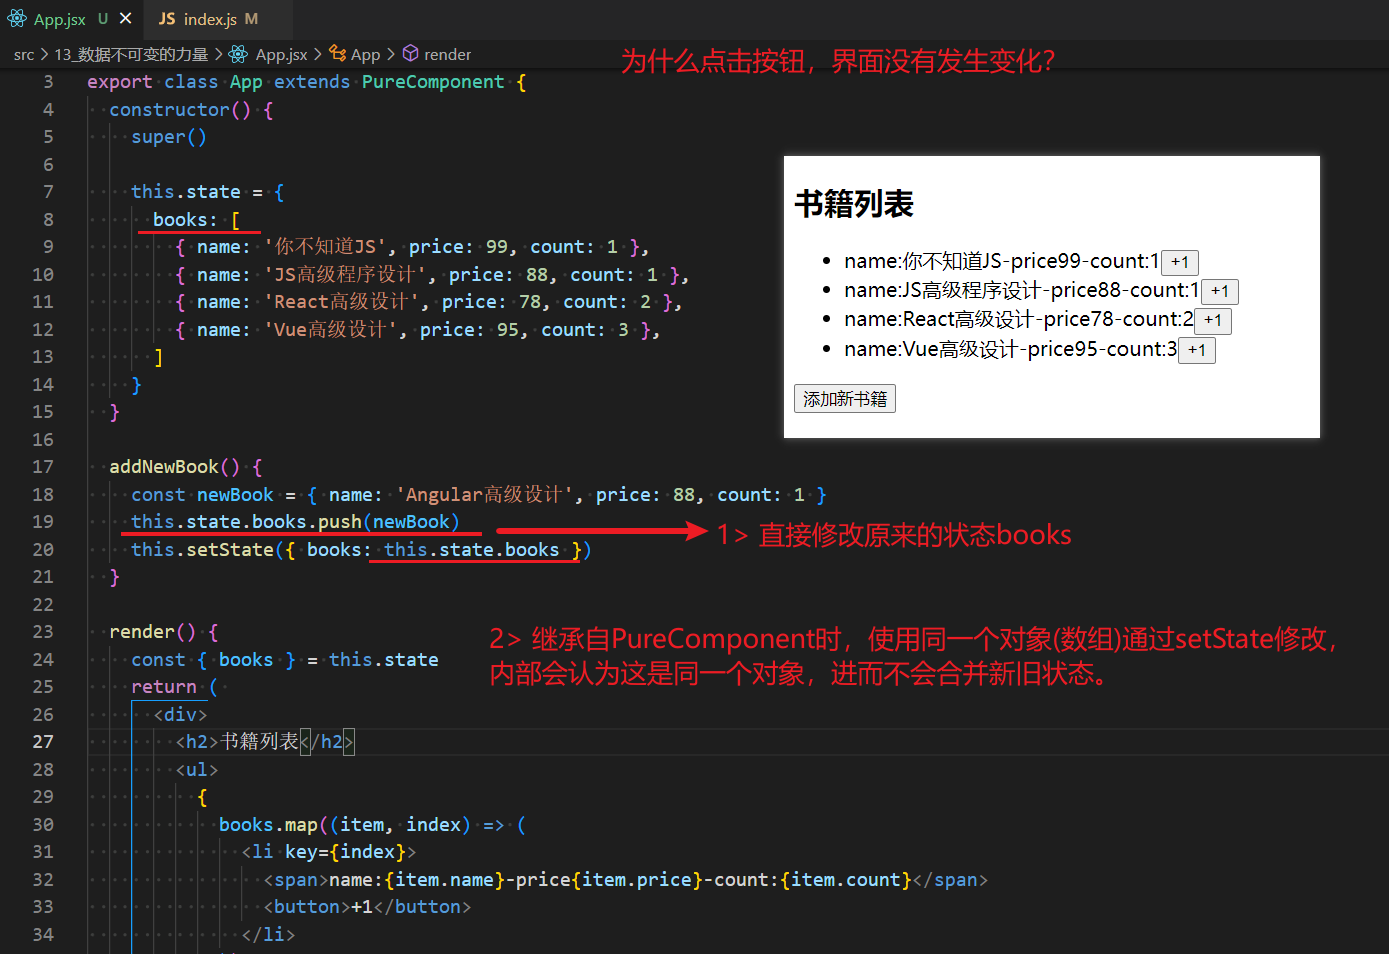 App.jsx U ×
JS index.js M
src > 13_数据不可变的力量 > App.jsx > App > render
为什么点击按钮，界面没有发生变化？
3 export class App extends PureComponent {
4 constructor() {
5 super()
6
7 this.state = {
8 books: [
9 { name: '你不知道JS', price: 99, count: 1 },
10 { name: 'JS高级程序设计', price: 88, count: 1 },
11 { name: 'React高级设计', price: 78, count: 2 },
12 { name: 'Vue高级设计', price: 95, count: 3 },
13 ]
14 }
15 }
16
17 addNewBook() {
18 const newBook = { name: 'Angular高级设计', price: 88, count: 1 }
19 this.state.books.push(newBook)
20 this.setState({ books: this.state.books })
21 }
22
23 render() {
24 const { books } = this.state
25 return (
26 <div>
27 <h2>书籍列表</h2>
28 <ul>
29 {
30 books.map((item, index) => (
31 <li key={index}>
32 <span>name:{item.name}-price{item.price}-count:{item.count}</span>
33 <button>+1</button>
34 </li>
书籍列表
name:你不知道JS-price99-count:1 +1
name:JS高级程序设计-price88-count:1 +1
name:React高级设计-price78-count:2 +1
name:Vue高级设计-price95-count:3 +1
添加新书籍
1> 直接修改原来的状态books
2> 继承自PureComponent时，使用同一个对象(数组)通过setState修改，
内部会认为这是同一个对象，进而不会合并新旧状态。